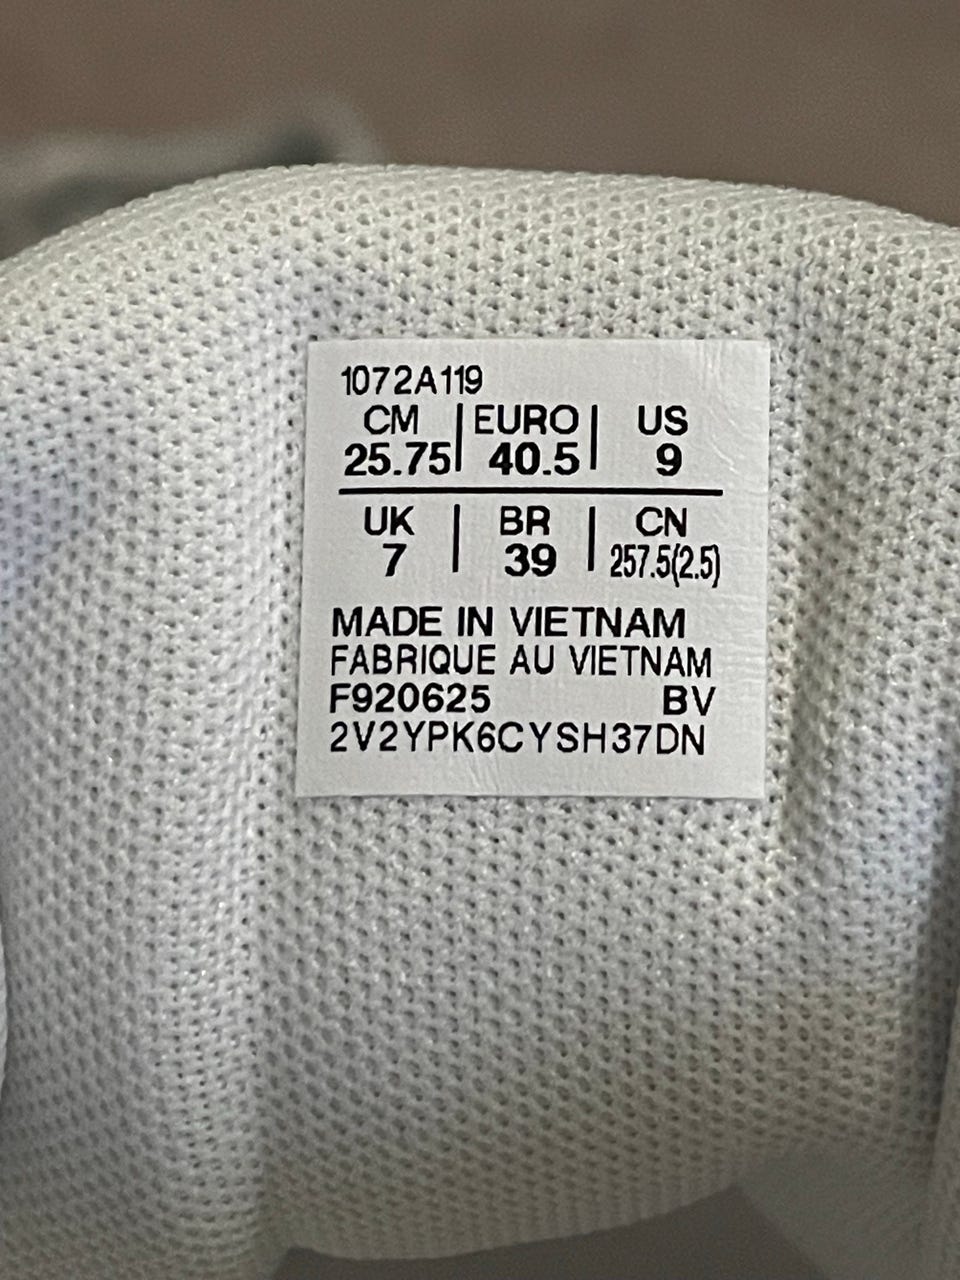 1072A119
CM | EURO | US
25.75 | 40.5 | 9
UK | BR | CN
7 | 39 | 257.5(2.5)
MADE IN VIETNAM
FABRIQUE AU VIETNAM
F920625 BV
2V2YPK6CYSH37DN